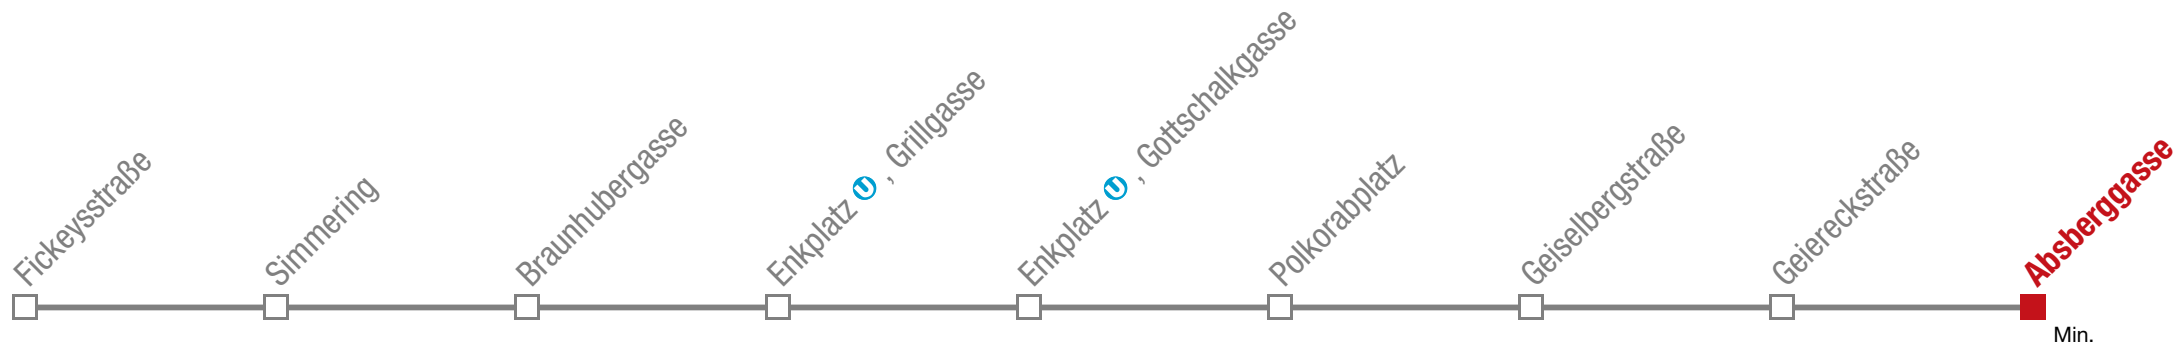 Fickeysstraße
Simmering
Braunhubergasse
Enkplatz U , Grillgasse
Enkplatz U , Gottschalkgasse
Polkorabplatz
Geiselbergstraße
Geiereckstraße
Absberggasse
Min.